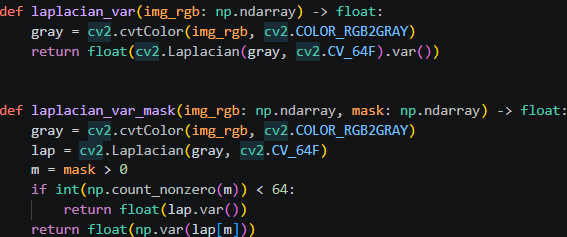 def laplacian_var(img_rgb: np.ndarray) -> float:
    gray = cv2.cvtColor(img_rgb, cv2.COLOR_RGB2GRAY)
    return float(cv2.Laplacian(gray, cv2.CV_64F).var())
def laplacian_var_mask(img_rgb: np.ndarray, mask: np.ndarray) -> float:
    gray = cv2.cvtColor(img_rgb, cv2.COLOR_RGB2GRAY)
    lap = cv2.Laplacian(gray, cv2.CV_64F)
    m = mask > 0
    if int(np.count_nonzero(m)) < 64:
        return float(lap.var())
    return float(np.var(lap[m]))